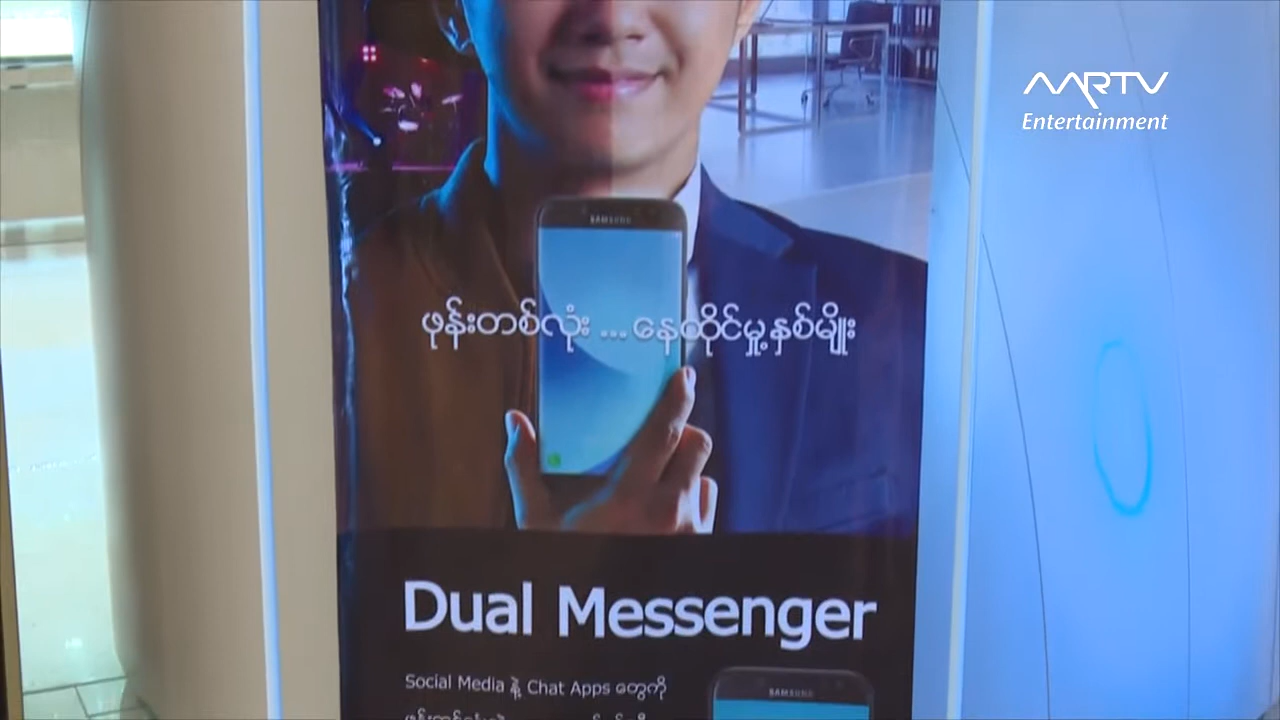 MRTV
Entertainment
SAMSUNG
ဖုန်းတစ်လုံး ... နေထိုင်မှု့နှစ်မျိုး
Dual Messenger
Social Media နဲ့ Chat Apps တွေကို
SAMSUNG